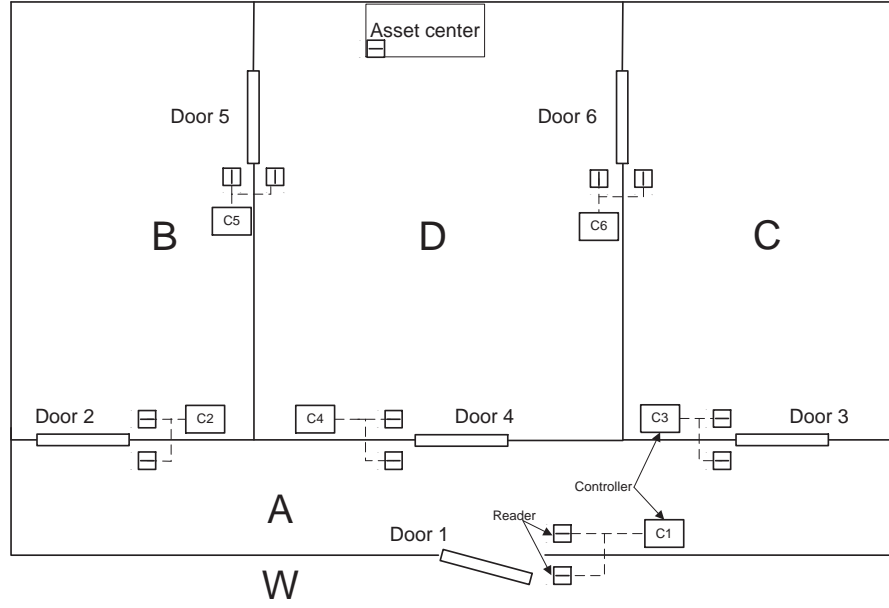 Asset center
Door 5
Door 6
C5
C6
B
D
C
Door 2
C2
C4
Door 4
C3
Door 3
Controller
A
Reader
C1
Door 1
W